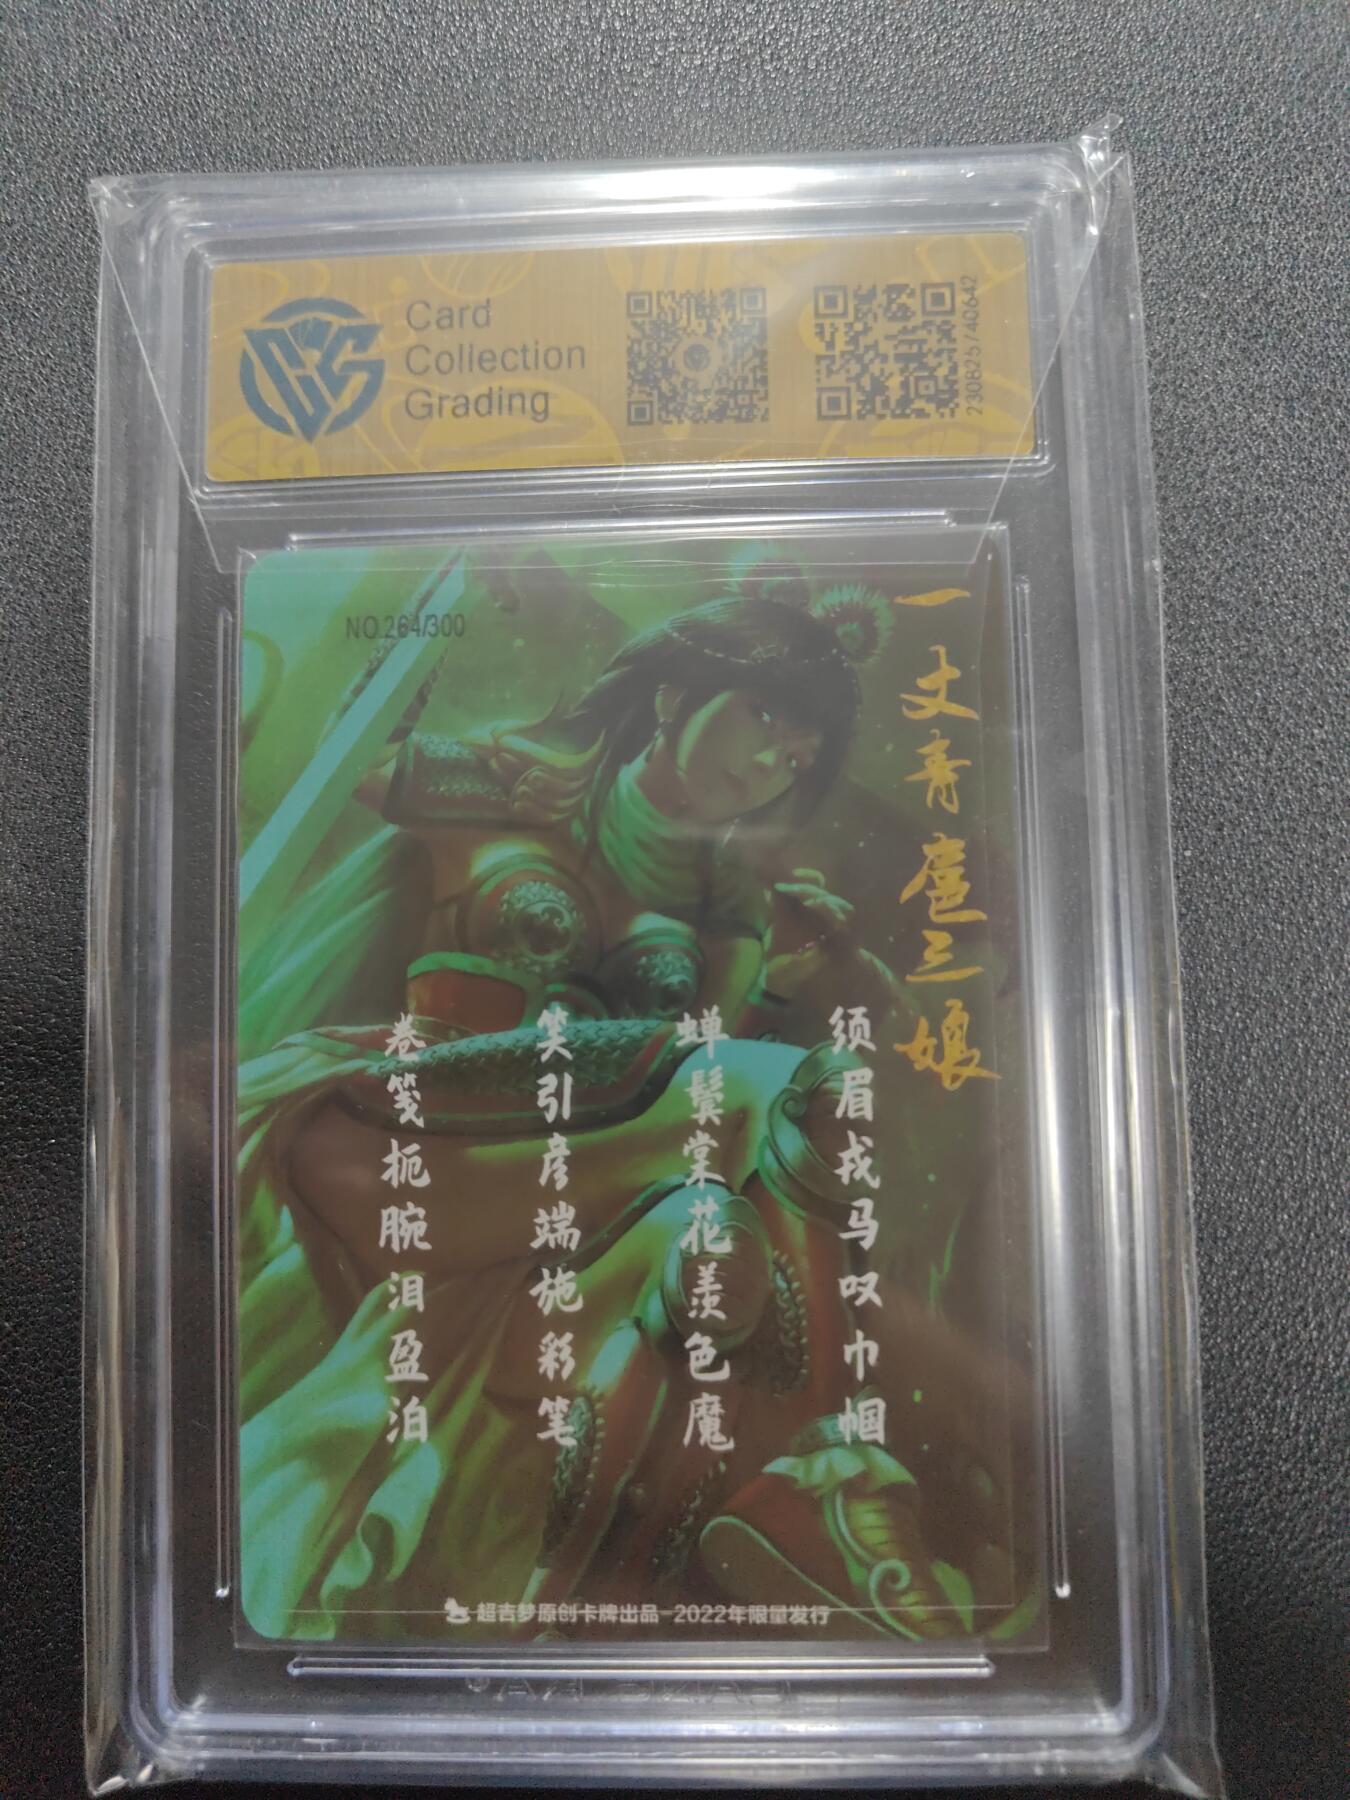 Card
Collection
Grading
230825/40642
NO.264/300
一丈青扈三娘
须眉戎马叹巾帼
蝉鬓棠花羡色魔
笑引彦端施彩笔
卷笺扼腕泪盈泊
超吉梦原创卡牌出品 2022年限量发行